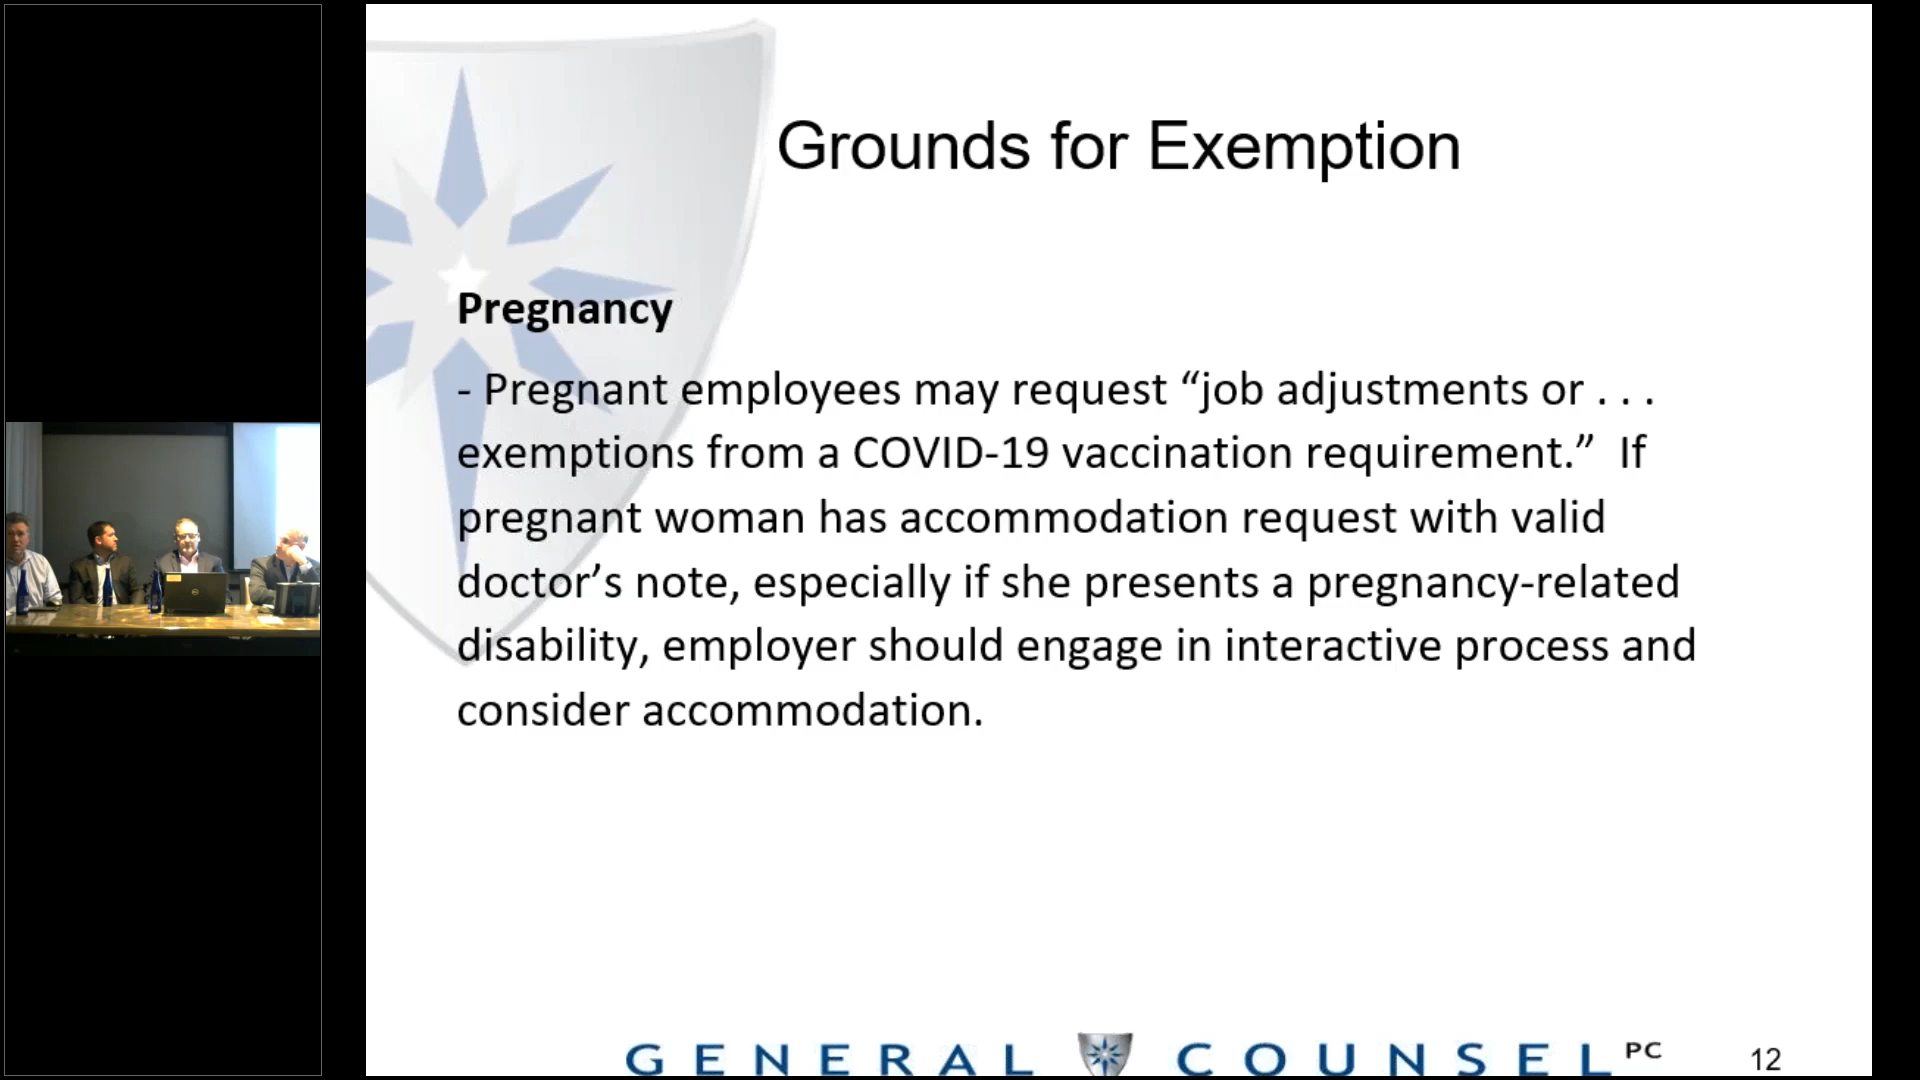 Grounds for Exemption
Pregnancy
- Pregnant employees may request “job adjustments or . . .
exemptions from a COVID-19 vaccination requirement.”  If
pregnant woman has accommodation request with valid
doctor’s note, especially if she presents a pregnancy-related
disability, employer should engage in interactive process and
consider accommodation.
GENERAL COUNSEL PC
12